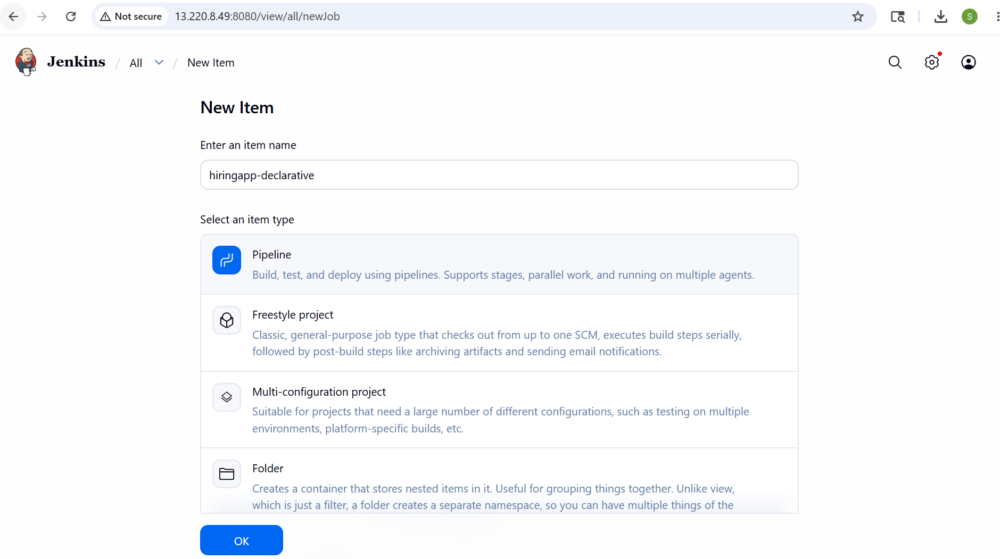 Not secure
13.220.8.49:8080/view/all/newJob
S
Jenkins / All / New Item
New Item
Enter an item name
hiringapp-declarative
Select an item type
Pipeline
Build, test, and deploy using pipelines. Supports stages, parallel work, and running on multiple agents.
Freestyle project
Classic, general-purpose job type that checks out from up to one SCM, executes build steps serially,
followed by post-build steps like archiving artifacts and sending email notifications.
Multi-configuration project
Suitable for projects that need a large number of different configurations, such as testing on multiple
environments, platform-specific builds, etc.
Folder
Creates a container that stores nested items in it. Useful for grouping things together. Unlike view,
which is just a filter, a folder creates a separate namespace, so you can have multiple things of the
OK